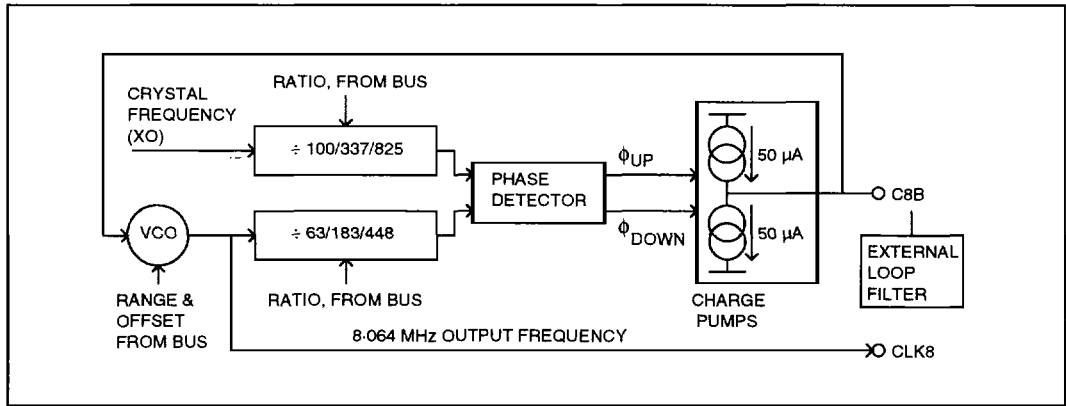 RATIO, FROM BUS
CRYSTAL
FREQUENCY
(XO)
÷ 100/337/825
PHASE
DETECTOR
ϕUP
ϕDOWN
50 µA
50 µA
C8B
VCO
÷ 63/183/448
EXTERNAL
LOOP
FILTER
RANGE &
OFFSET
FROM BUS
RATIO, FROM BUS
CHARGE
PUMPS
8·064 MHz OUTPUT FREQUENCY
CLK8